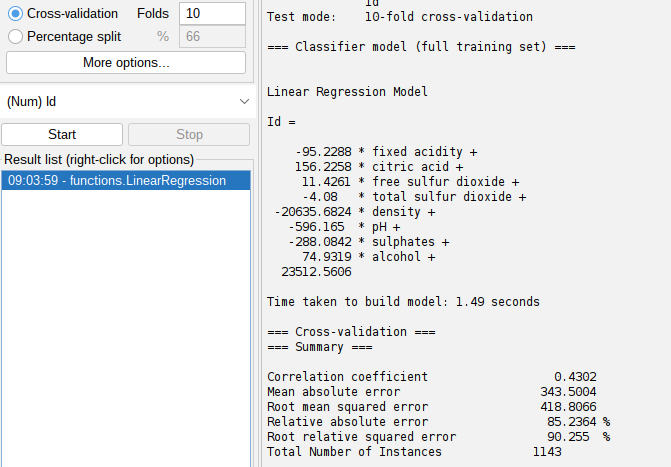 Cross-validation Folds 10
Percentage split % 66
More options...
(Num) Id
Start Stop
Result list (right-click for options)
09:03:59 - functions.LinearRegression
Id
Test mode: 10-fold cross-validation
=== Classifier model (full training set) ===
Linear Regression Model
Id =
-95.2288 * fixed acidity +
156.2258 * citric acid +
11.4261 * free sulfur dioxide +
-4.08 * total sulfur dioxide +
-20635.6824 * density +
-596.165 * pH +
-288.0842 * sulphates +
74.9319 * alcohol +
23512.5606
Time taken to build model: 1.49 seconds
=== Cross-validation ===
=== Summary ===
Correlation coefficient 0.4302
Mean absolute error 343.5004
Root mean squared error 418.8066
Relative absolute error 85.2364 %
Root relative squared error 90.255 %
Total Number of Instances 1143